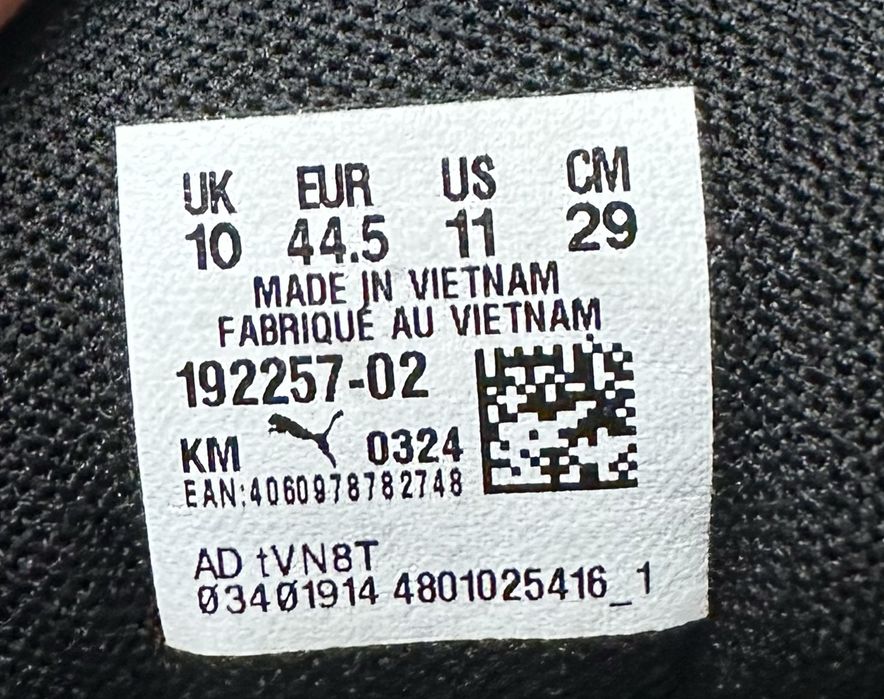 UK EUR US CM
10 44.5 11 29
MADE IN VIETNAM
FABRIQUÉ AU VIETNAM
192257-02
KM 0324
EAN:4060978782748
AD tVN8T
03401914 4801025416_1